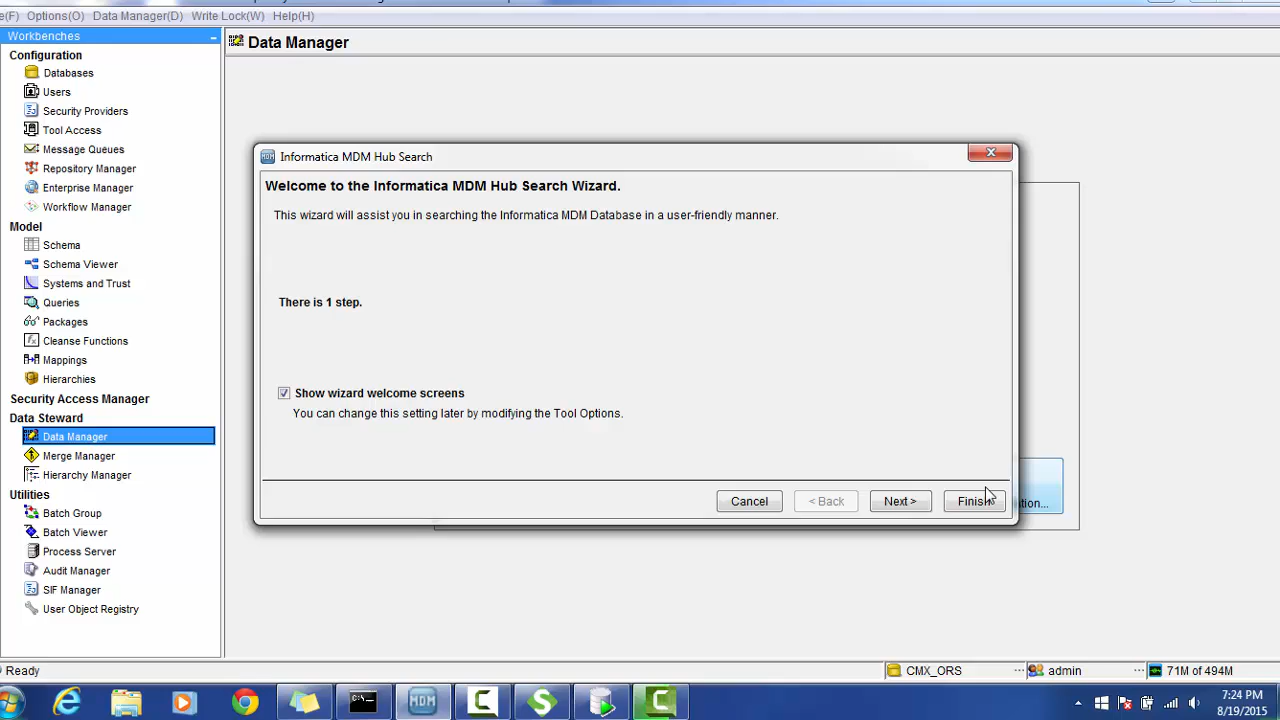 e(F) Options(O) Data Manager(D) Write Lock(W) Help(H)
Workbenches
Configuration
Databases
Users
Security Providers
Tool Access
Message Queues
Repository Manager
Enterprise Manager
Workflow Manager
Model
Schema
Schema Viewer
Systems and Trust
Queries
Packages
Cleanse Functions
Mappings
Hierarchies
Security Access Manager
Data Steward
Data Manager
Merge Manager
Hierarchy Manager
Utilities
Batch Group
Batch Viewer
Process Server
Audit Manager
SIF Manager
User Object Registry
Data Manager
MDM Informatica MDM Hub Search
Welcome to the Informatica MDM Hub Search Wizard.
This wizard will assist you in searching the Informatica MDM Database in a user-friendly manner.
There is 1 step.
Show wizard welcome screens
You can change this setting later by modifying the Tool Options.
Cancel < Back Next > Finish
tion...
Ready
CMX_ORS admin 71M of 494M
C:\_ MDM
7:24 PM
8/19/2015